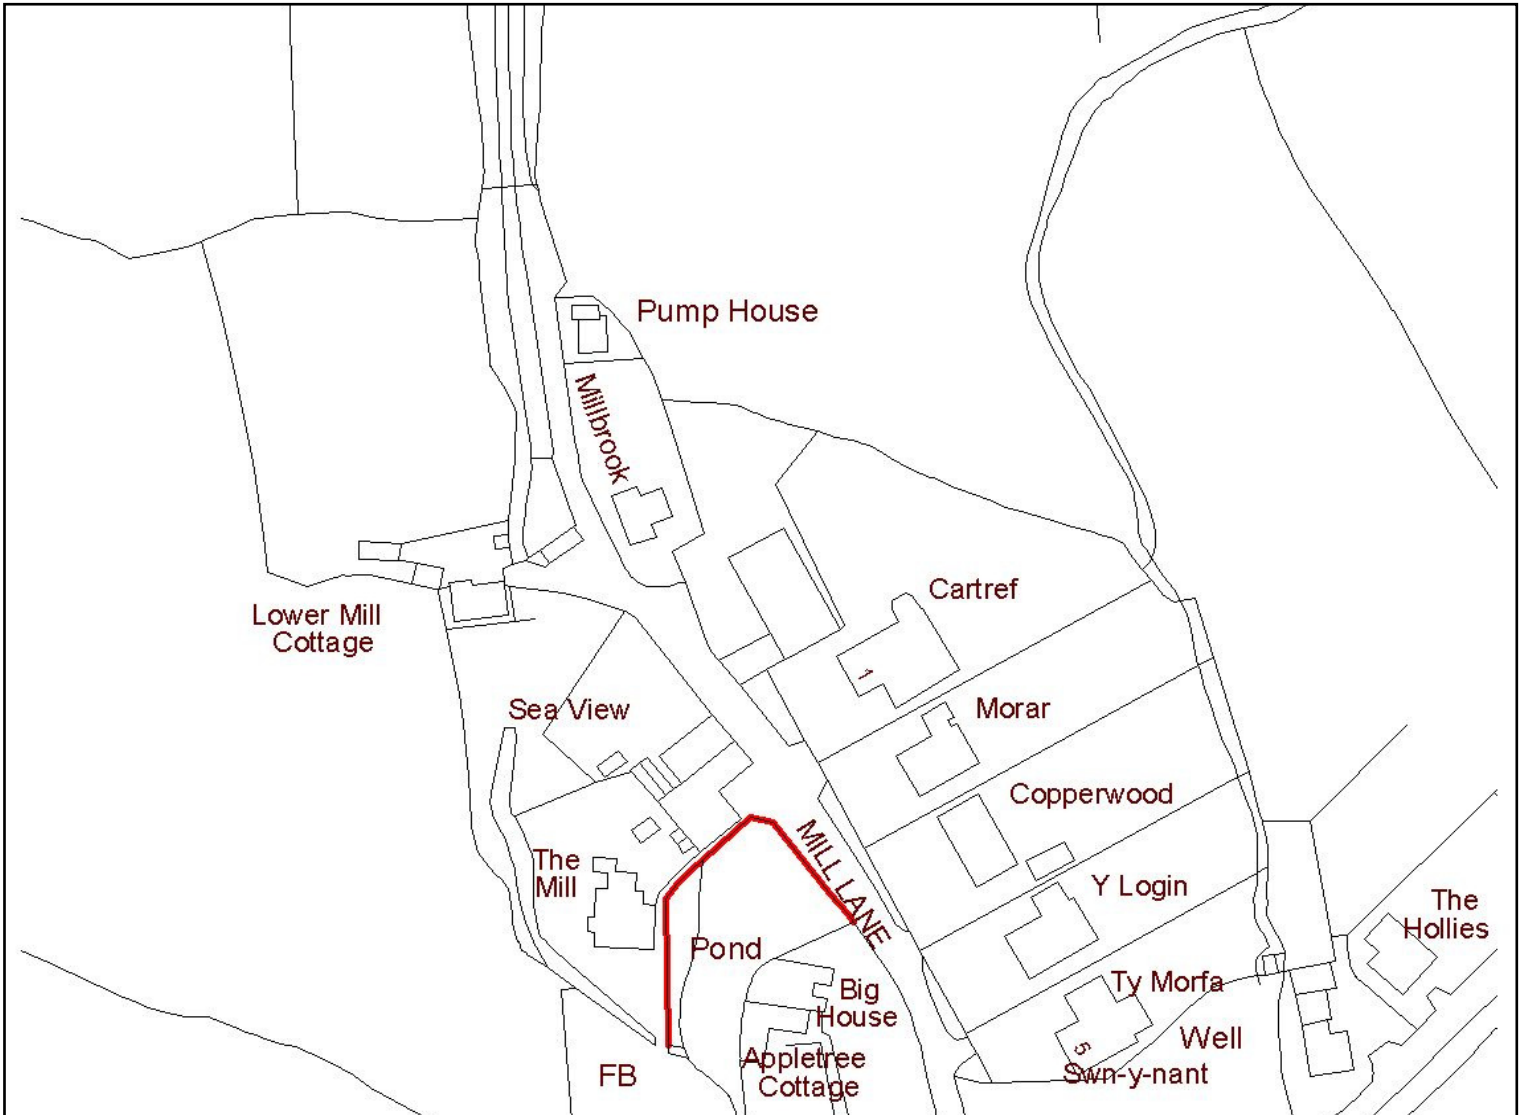 Pump House
Millbrook
Cartref
Lower Mill
Cottage
1
Sea View
Morar
Copperwood
MILL LANE
The
Mill
Y Login
The
Hollies
Pond
Ty Morfa
Big
House
Well
5
Swn-y-nant
FB
Appletree
Cottage